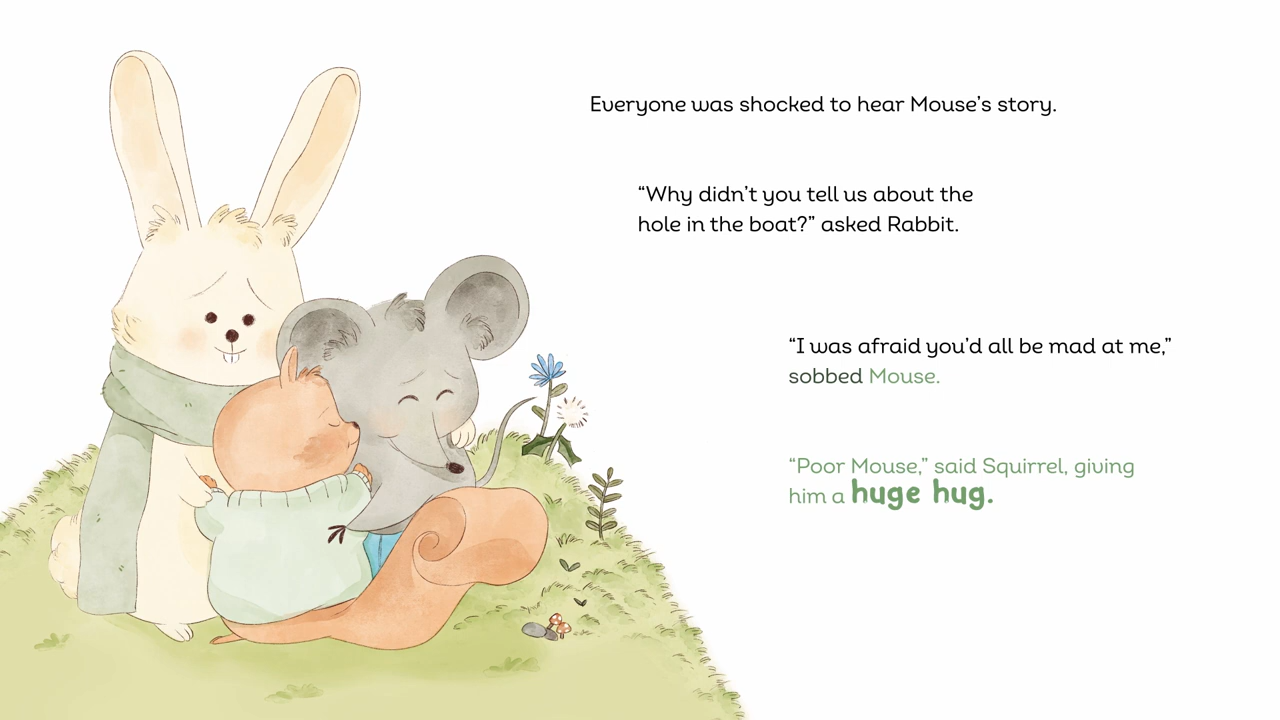 Everyone was shocked to hear Mouse’s story.
“Why didn’t you tell us about the
hole in the boat?” asked Rabbit.
“I was afraid you’d all be mad at me,”
sobbed Mouse.
“Poor Mouse,” said Squirrel, giving
him a huge hug.